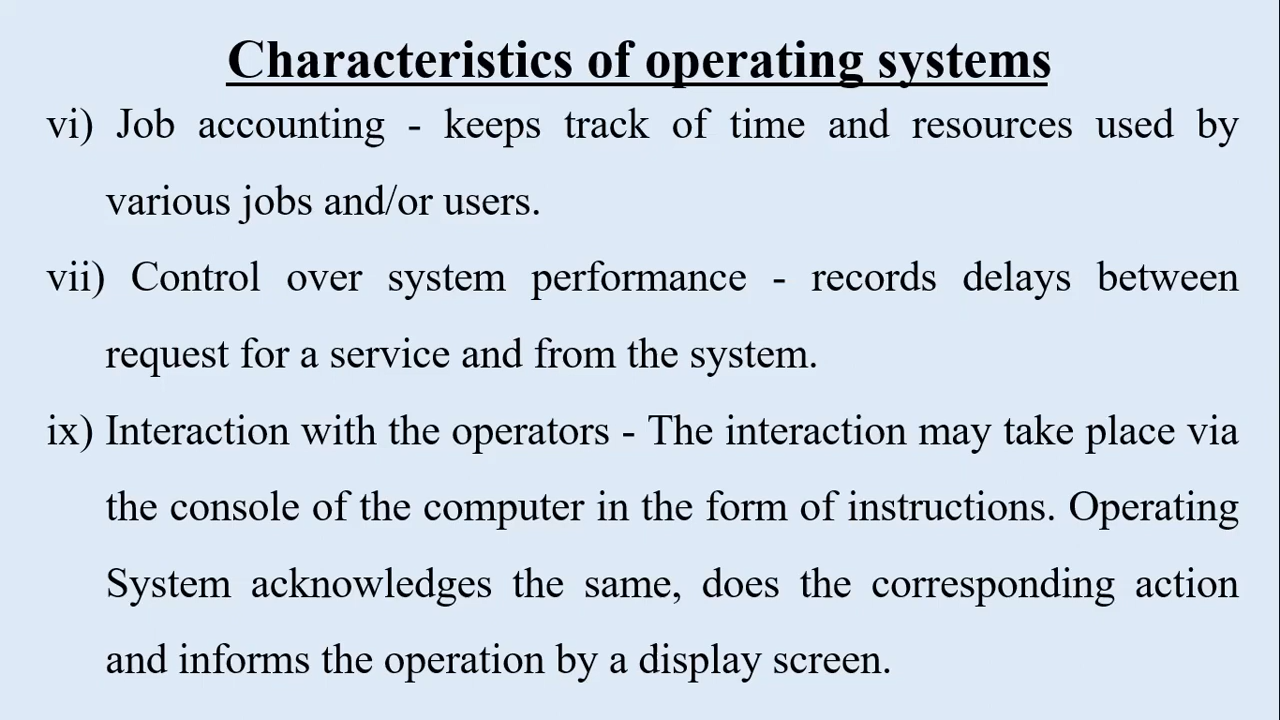 Characteristics of operating systems
vi) Job accounting - keeps track of time and resources used by
various jobs and/or users.
vii) Control over system performance - records delays between
request for a service and from the system.
ix) Interaction with the operators - The interaction may take place via
the console of the computer in the form of instructions. Operating
System acknowledges the same, does the corresponding action
and informs the operation by a display screen.